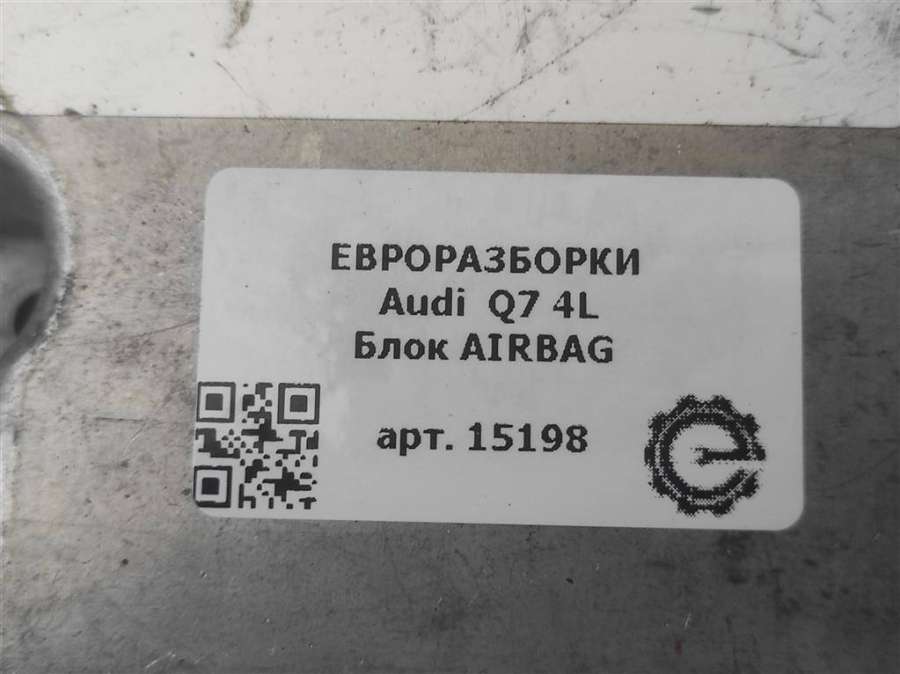 ЕВРОРАЗБОРКИ
Audi Q7 4L
Блок AIRBAG
арт. 15198